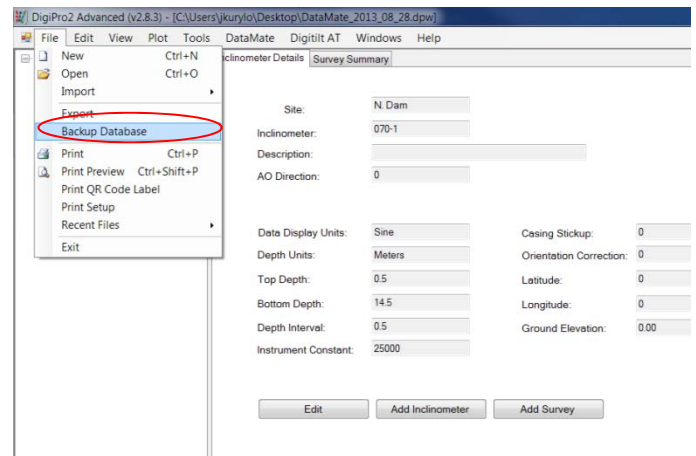 DigiPro2 Advanced (v2.8.3) - [C:\Users\jkurylo\Desktop\DataMate_2013_08_28.dpw]
File Edit View Plot Tools DataMate Digitilt AT Windows Help
New Ctrl+N
Open Ctrl+O
Import
Export
Backup Database
Print Ctrl+P
Print Preview Ctrl+Shift+P
Print QR Code Label
Print Setup
Recent Files
Exit
clinometer Details Survey Summary
Site: N. Dam
Inclinometer: 070-1
Description:
AO Direction: 0
Data Display Units: Sine Casing Stickup: 0
Depth Units: Meters Orientation Correction: 0
Top Depth: 0.5 Latitude: 0
Bottom Depth: 14.5 Longitude: 0
Depth Interval: 0.5 Ground Elevation: 0.00
Instrument Constant: 25000
Edit Add Inclinometer Add Survey